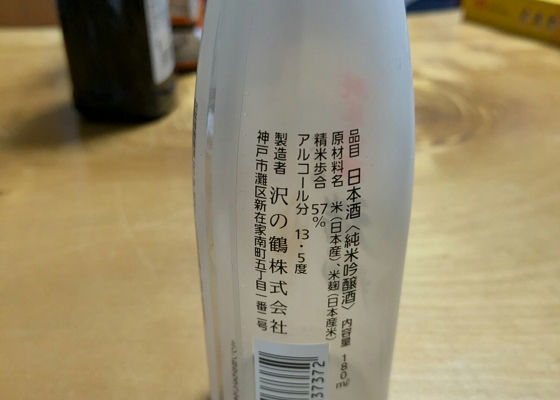 品目 日本酒〈純米吟醸酒〉 内容量 180㎖
原材料名 米(日本産)、米麹(日本産米)
精米歩合 57%
アルコール分 13・5度
製造者 沢の鶴株式会社
神戸市灘区新在家南町五丁目一番二号
37372